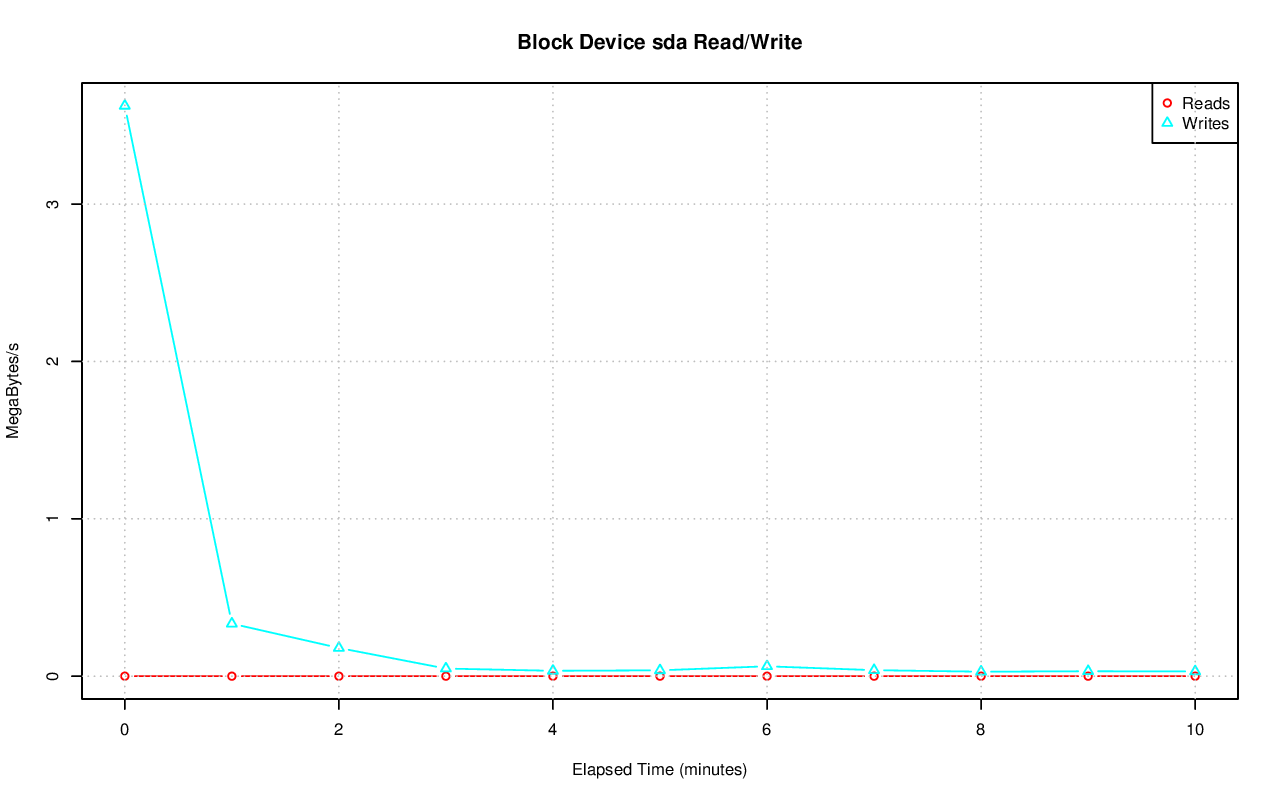 Block Device sda Read/Write
Reads
Writes
3
2
1
0
MegaBytes/s
0 2 4 6 8 10
Elapsed Time (minutes)